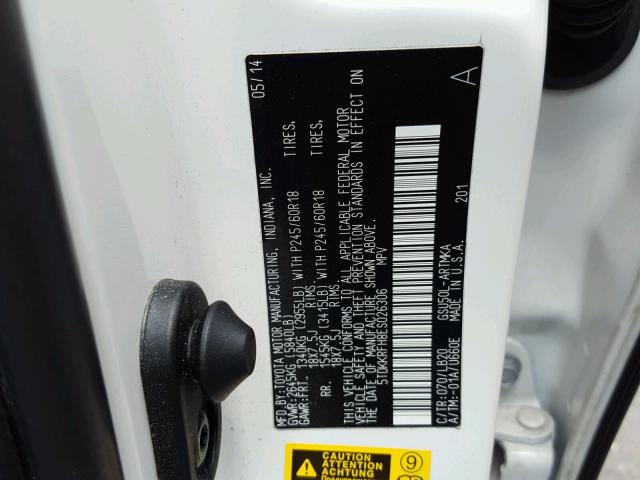 MFD.BY:TOYOTA MOTOR MANUFACTURING, INDIANA, INC. 05/14
GVWR:2645KG(5840LB)
GAWR:FRT. 1340KG (2955LB) WITH P245/60R18 TIRES,
18X7.5J RIMS,
RR. 1545KG (3415LB) WITH P245/60R18 TIRES,
18X7.5J RIMS.
THIS VEHICLE CONFORMS TO ALL APPLICABLE FEDERAL MOTOR
VEHICLE SAFETY AND THEFT PREVENTION STANDARDS IN EFFECT ON
THE DATE OF MANUFACTURE SHOWN ABOVE.
5TDKKRFH8ES026306 MPV
A
201
C/TR:070/LB20 GSU50L-ARTMKA
A/TM:-01A/U660E MADE IN U.S.A.
CAUTION
ATTENTION
ACHTUNG
9